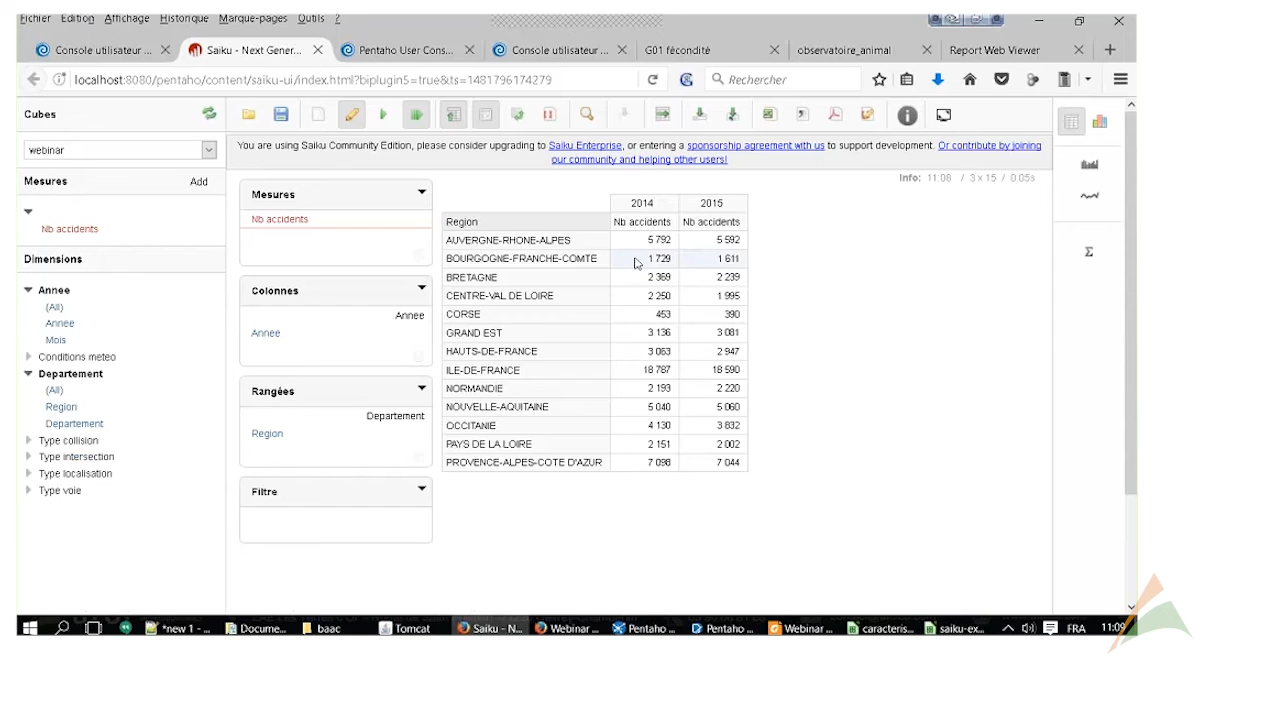 Fichier Edition Affichage Historique Marque-pages Outils ?
Console utilisateur ... Saiku - Next Gener... Pentaho User Cons... Console utilisateur ... G01 fécondité observatoire_animal Report Web Viewer
localhost:8080/pentaho/content/saiku-ui/index.html?biplugin5=true&ts=1481796174279 Rechercher
Cubes
You are using Saiku Community Edition, please consider upgrading to Saiku Enterprise, or entering a sponsorship agreement with us to support development. Or contribute by joining
our community and helping other users!
webinar
Info: 11:08 / 3 x 15 / 0.05s
Mesures Add
Nb accidents
Dimensions
Annee
(All)
Annee
Mois
Conditions meteo
Departement
(All)
Region
Departement
Type collision
Type intersection
Type localisation
Type voie
Mesures
Nb accidents
Colonnes
Annee
Annee
Rangées
Departement
Region
Filtre
2014 2015
Region Nb accidents Nb accidents
AUVERGNE-RHONE-ALPES 5 792 5 592
BOURGOGNE-FRANCHE-COMTE 1 729 1 611
BRETAGNE 2 369 2 239
CENTRE-VAL DE LOIRE 2 250 1 995
CORSE 453 390
GRAND EST 3 136 3 081
HAUTS-DE-FRANCE 3 063 2 947
ILE-DE-FRANCE 18 787 18 590
NORMANDIE 2 193 2 220
NOUVELLE-AQUITAINE 5 040 5 060
OCCITANIE 4 130 3 832
PAYS DE LA LOIRE 2 151 2 002
PROVENCE-ALPES-COTE D'AZUR 7 098 7 044
*new 1 - ... Docume... baac Tomcat Saiku - N... Webinar ... Pentaho ... Pentaho ... Webinar ... caracteris... saiku-ex... FRA 11:09